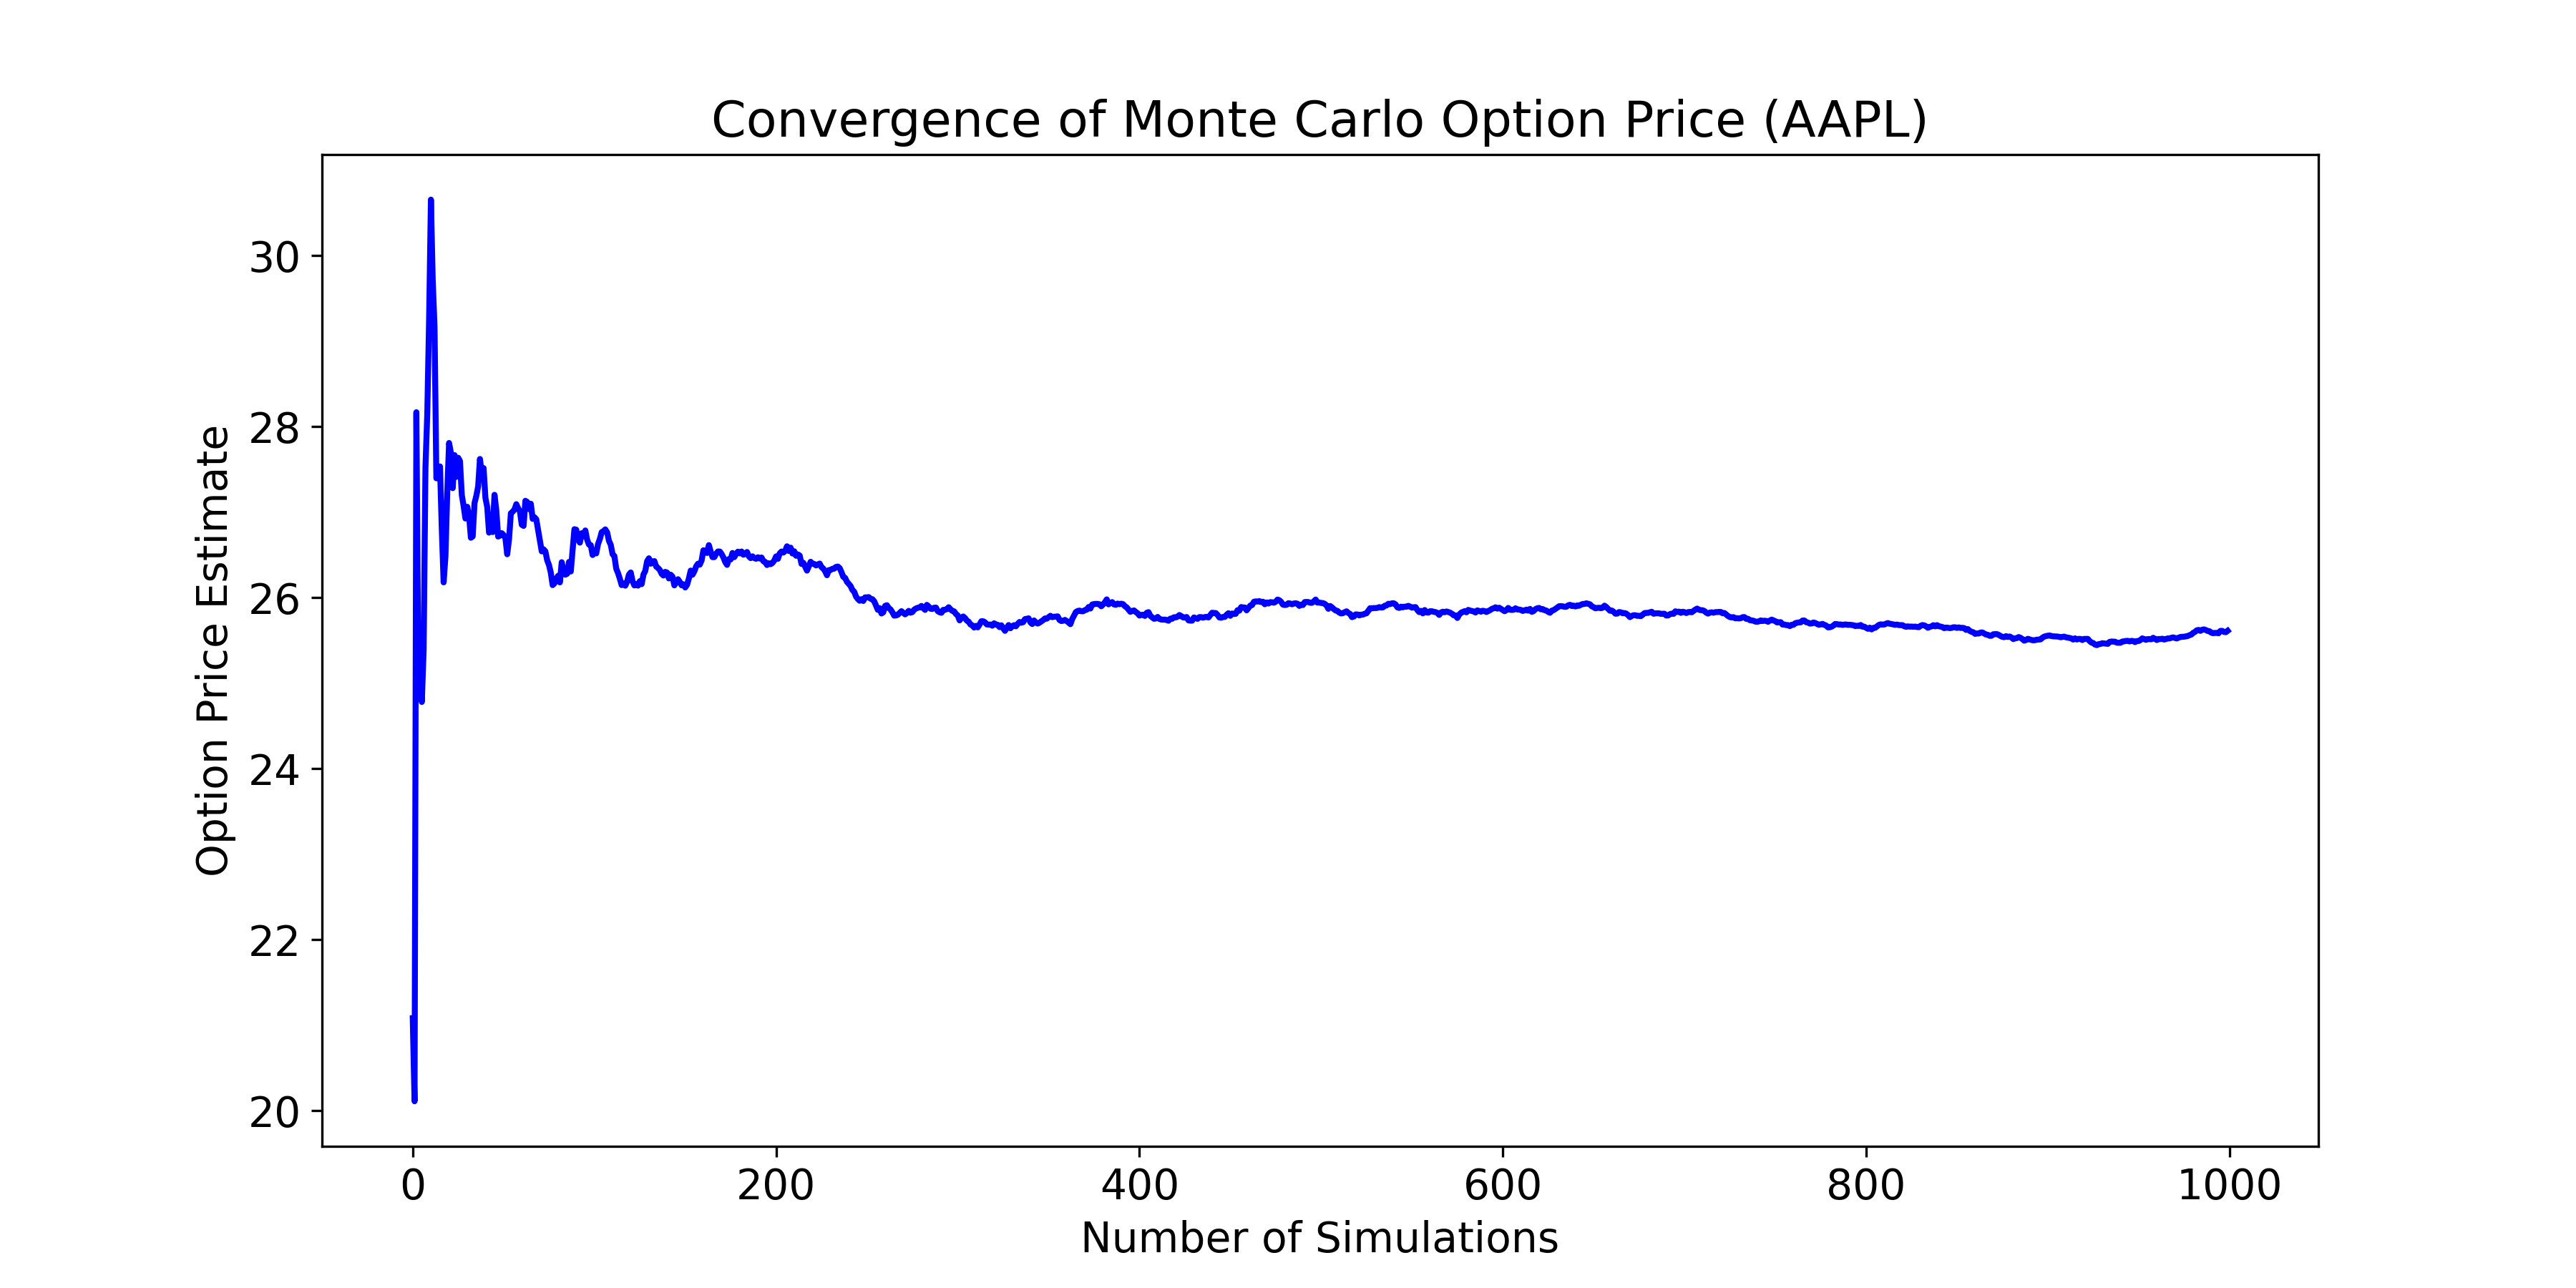 Convergence of Monte Carlo Option Price (AAPL)
Option Price Estimate
30
28
26
24
22
20
0 200 400 600 800 1000
Number of Simulations